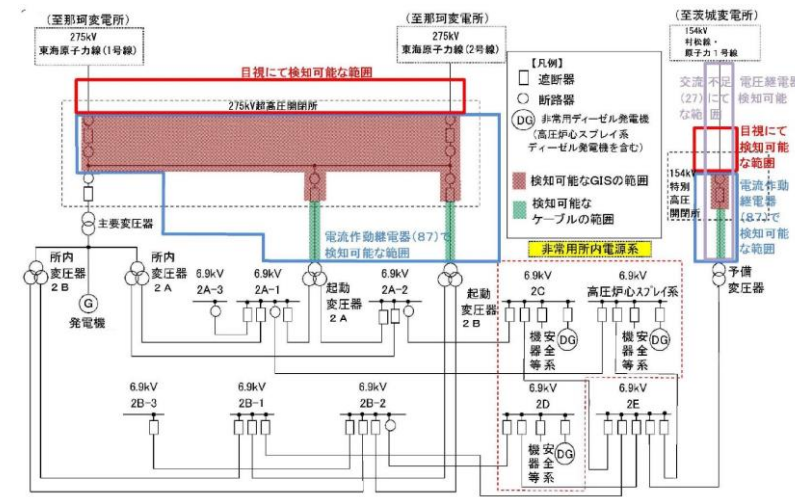 (至那珂変電所)
275kV
東海原子力線(1号線)
(至那珂変電所)
275kV
東海原子力線(2号線)
(至茨城変電所)
154kV
村松線・
原子力1号線
目視にて検知可能な範囲
275kV超高圧開閉所
【凡例】
遮断器
断路器
DG
非常用ディーゼル発電機
(高圧炉心スプレイ系
ディーゼル発電機を含む)
検知可能なGISの範囲
検知可能な
ケーブルの範囲
交流不足電圧継電器
(27)にて検知可能
な範囲
目視にて
検知可能
な範囲
154kV
特別
高圧
開閉所
電流作動
継電器
(87)で
検知可能
な範囲
主要変圧器
電流作動継電器(87)で
検知可能な範囲
非常用所内電源系
予備
変圧器
所内
変圧器
2B
所内
変圧器
2A
G
発電機
6.9kV
2A-3
6.9kV
2A-1
起動
変圧器
2A
6.9kV
2A-2
起動
変圧器
2B
6.9kV
2C
機器等
安全系
DG
6.9kV
高圧炉心スプレイ系
機器等
安全系
DG
6.9kV
2B-3
6.9kV
2B-1
6.9kV
2B-2
6.9kV
2D
機器等
安全系
DG
6.9kV
2E